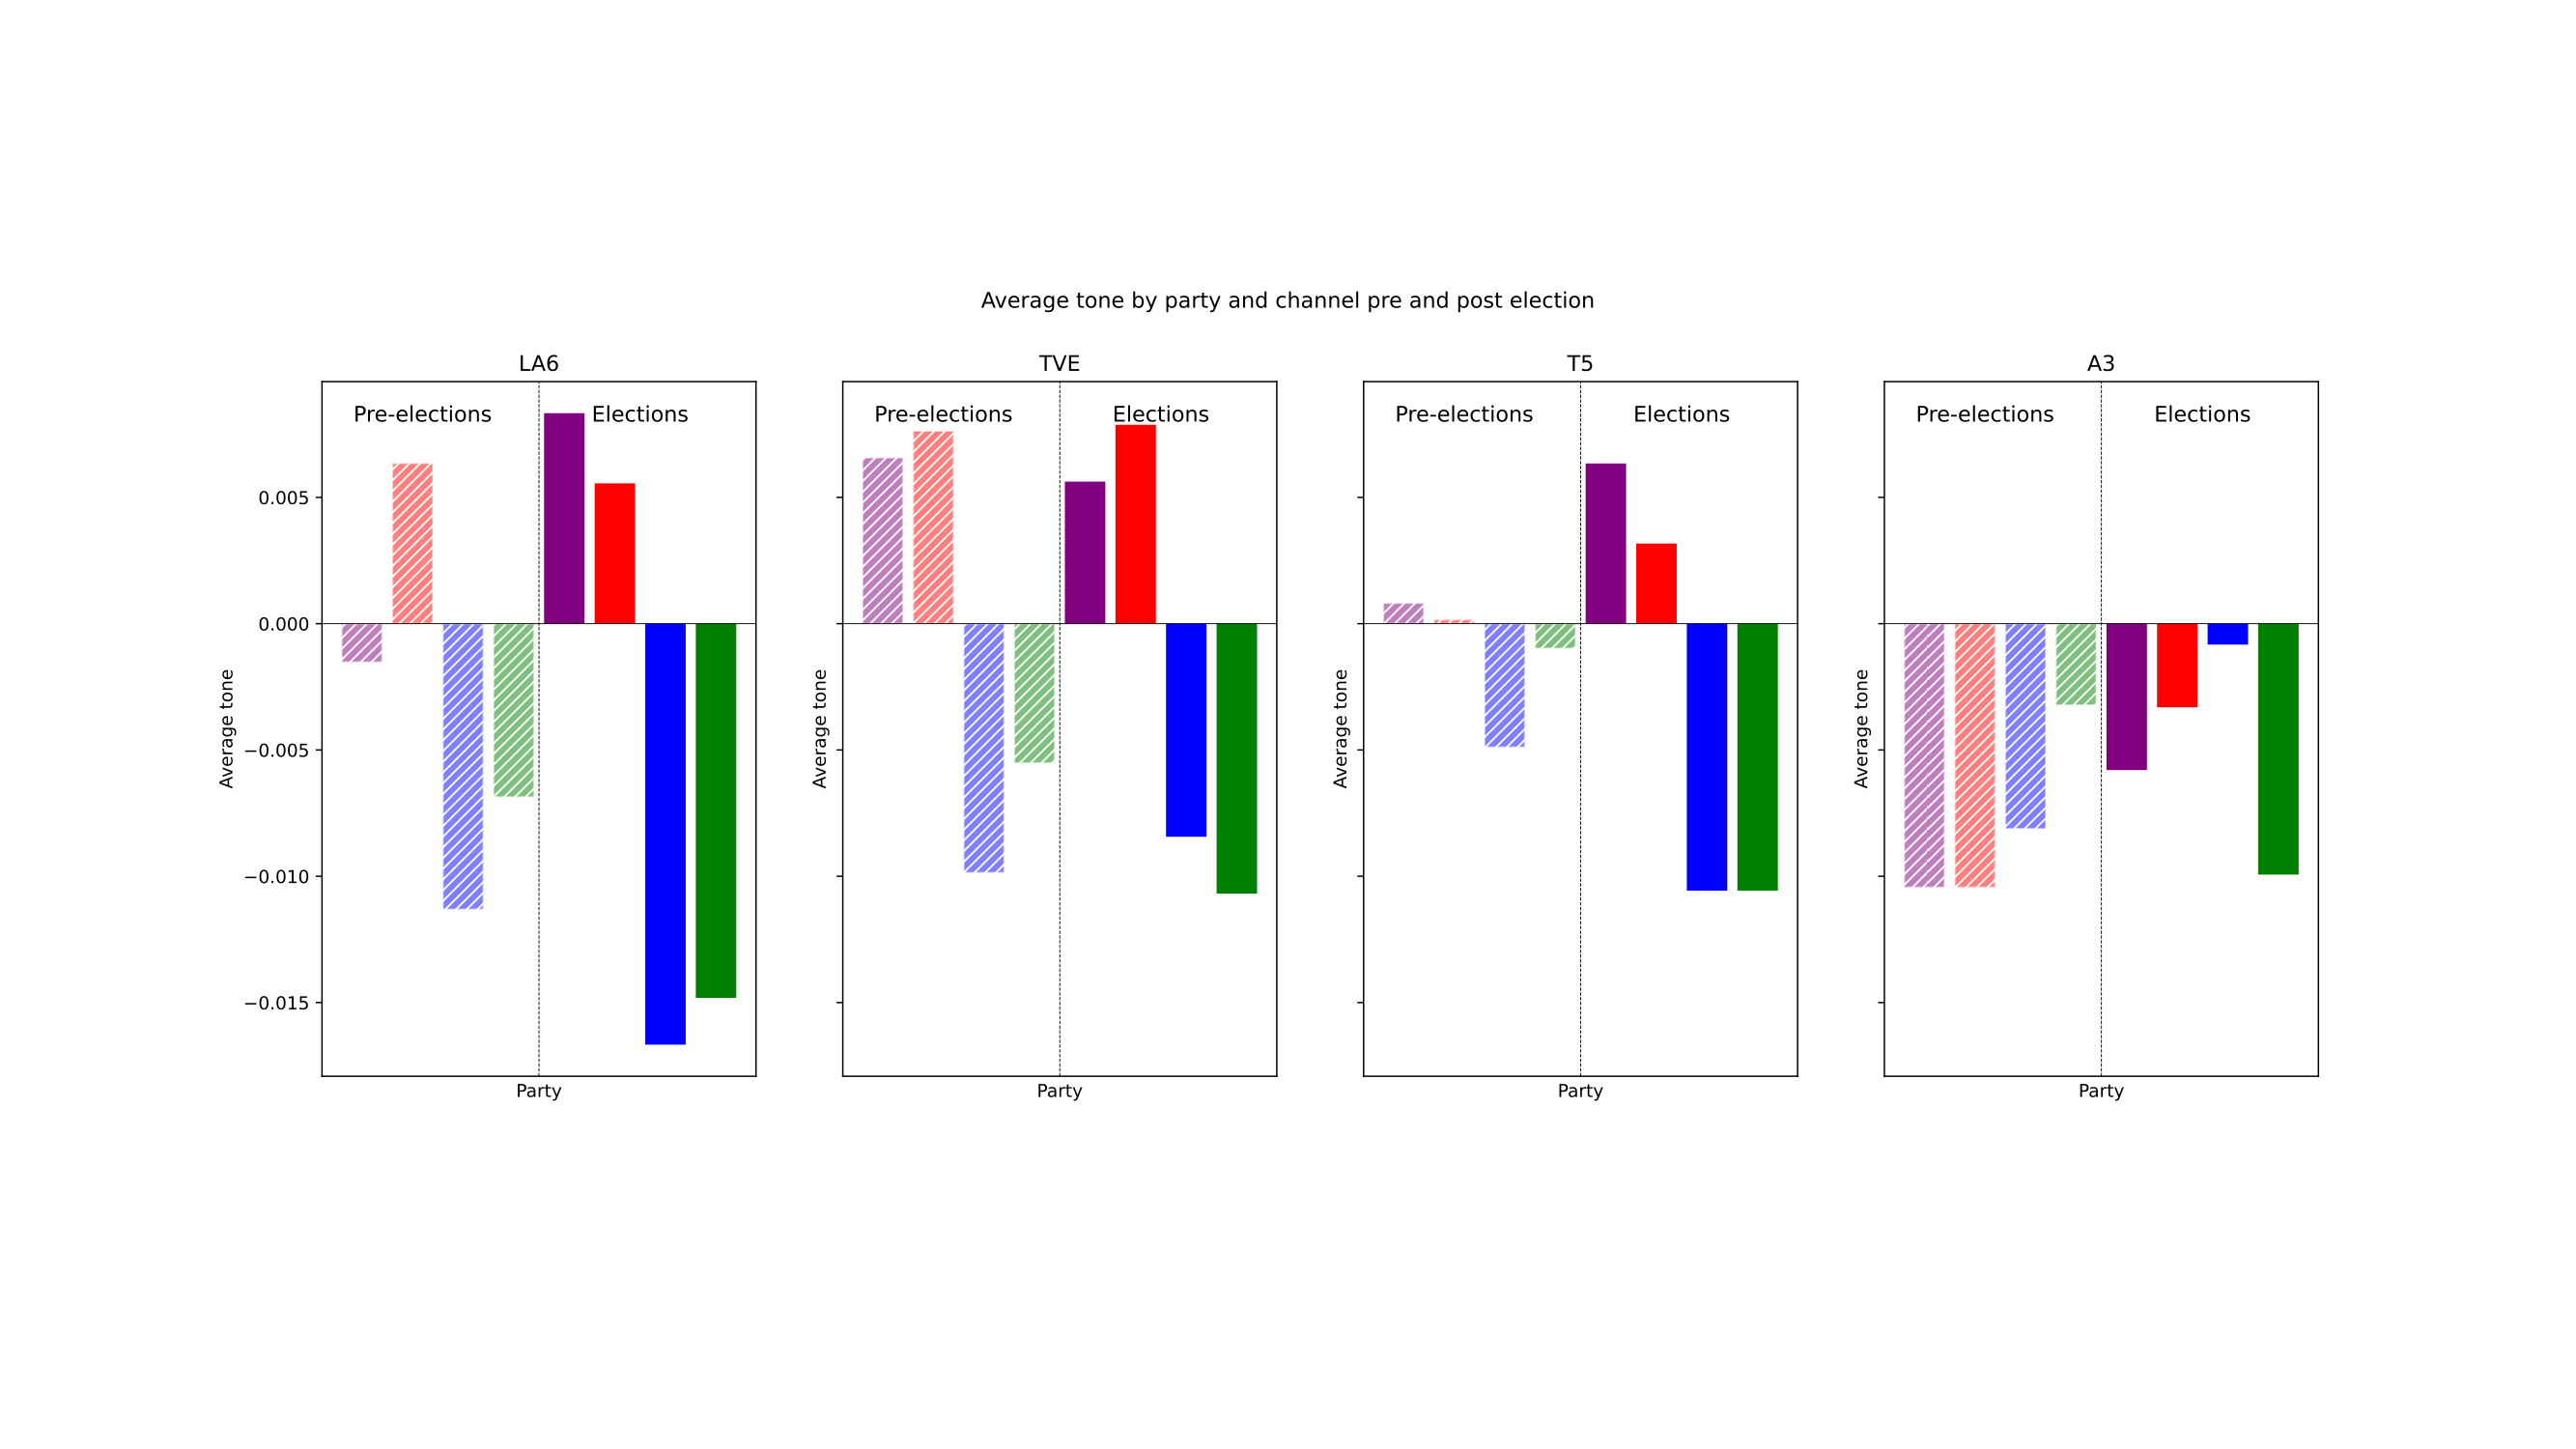 Average tone by party and channel pre and post election
LA6
Pre-elections
Elections
0.005
0.000
−0.005
−0.010
−0.015
Average tone
Party
TVE
Pre-elections
Elections
Average tone
Party
T5
Pre-elections
Elections
Average tone
Party
A3
Pre-elections
Elections
Average tone
Party